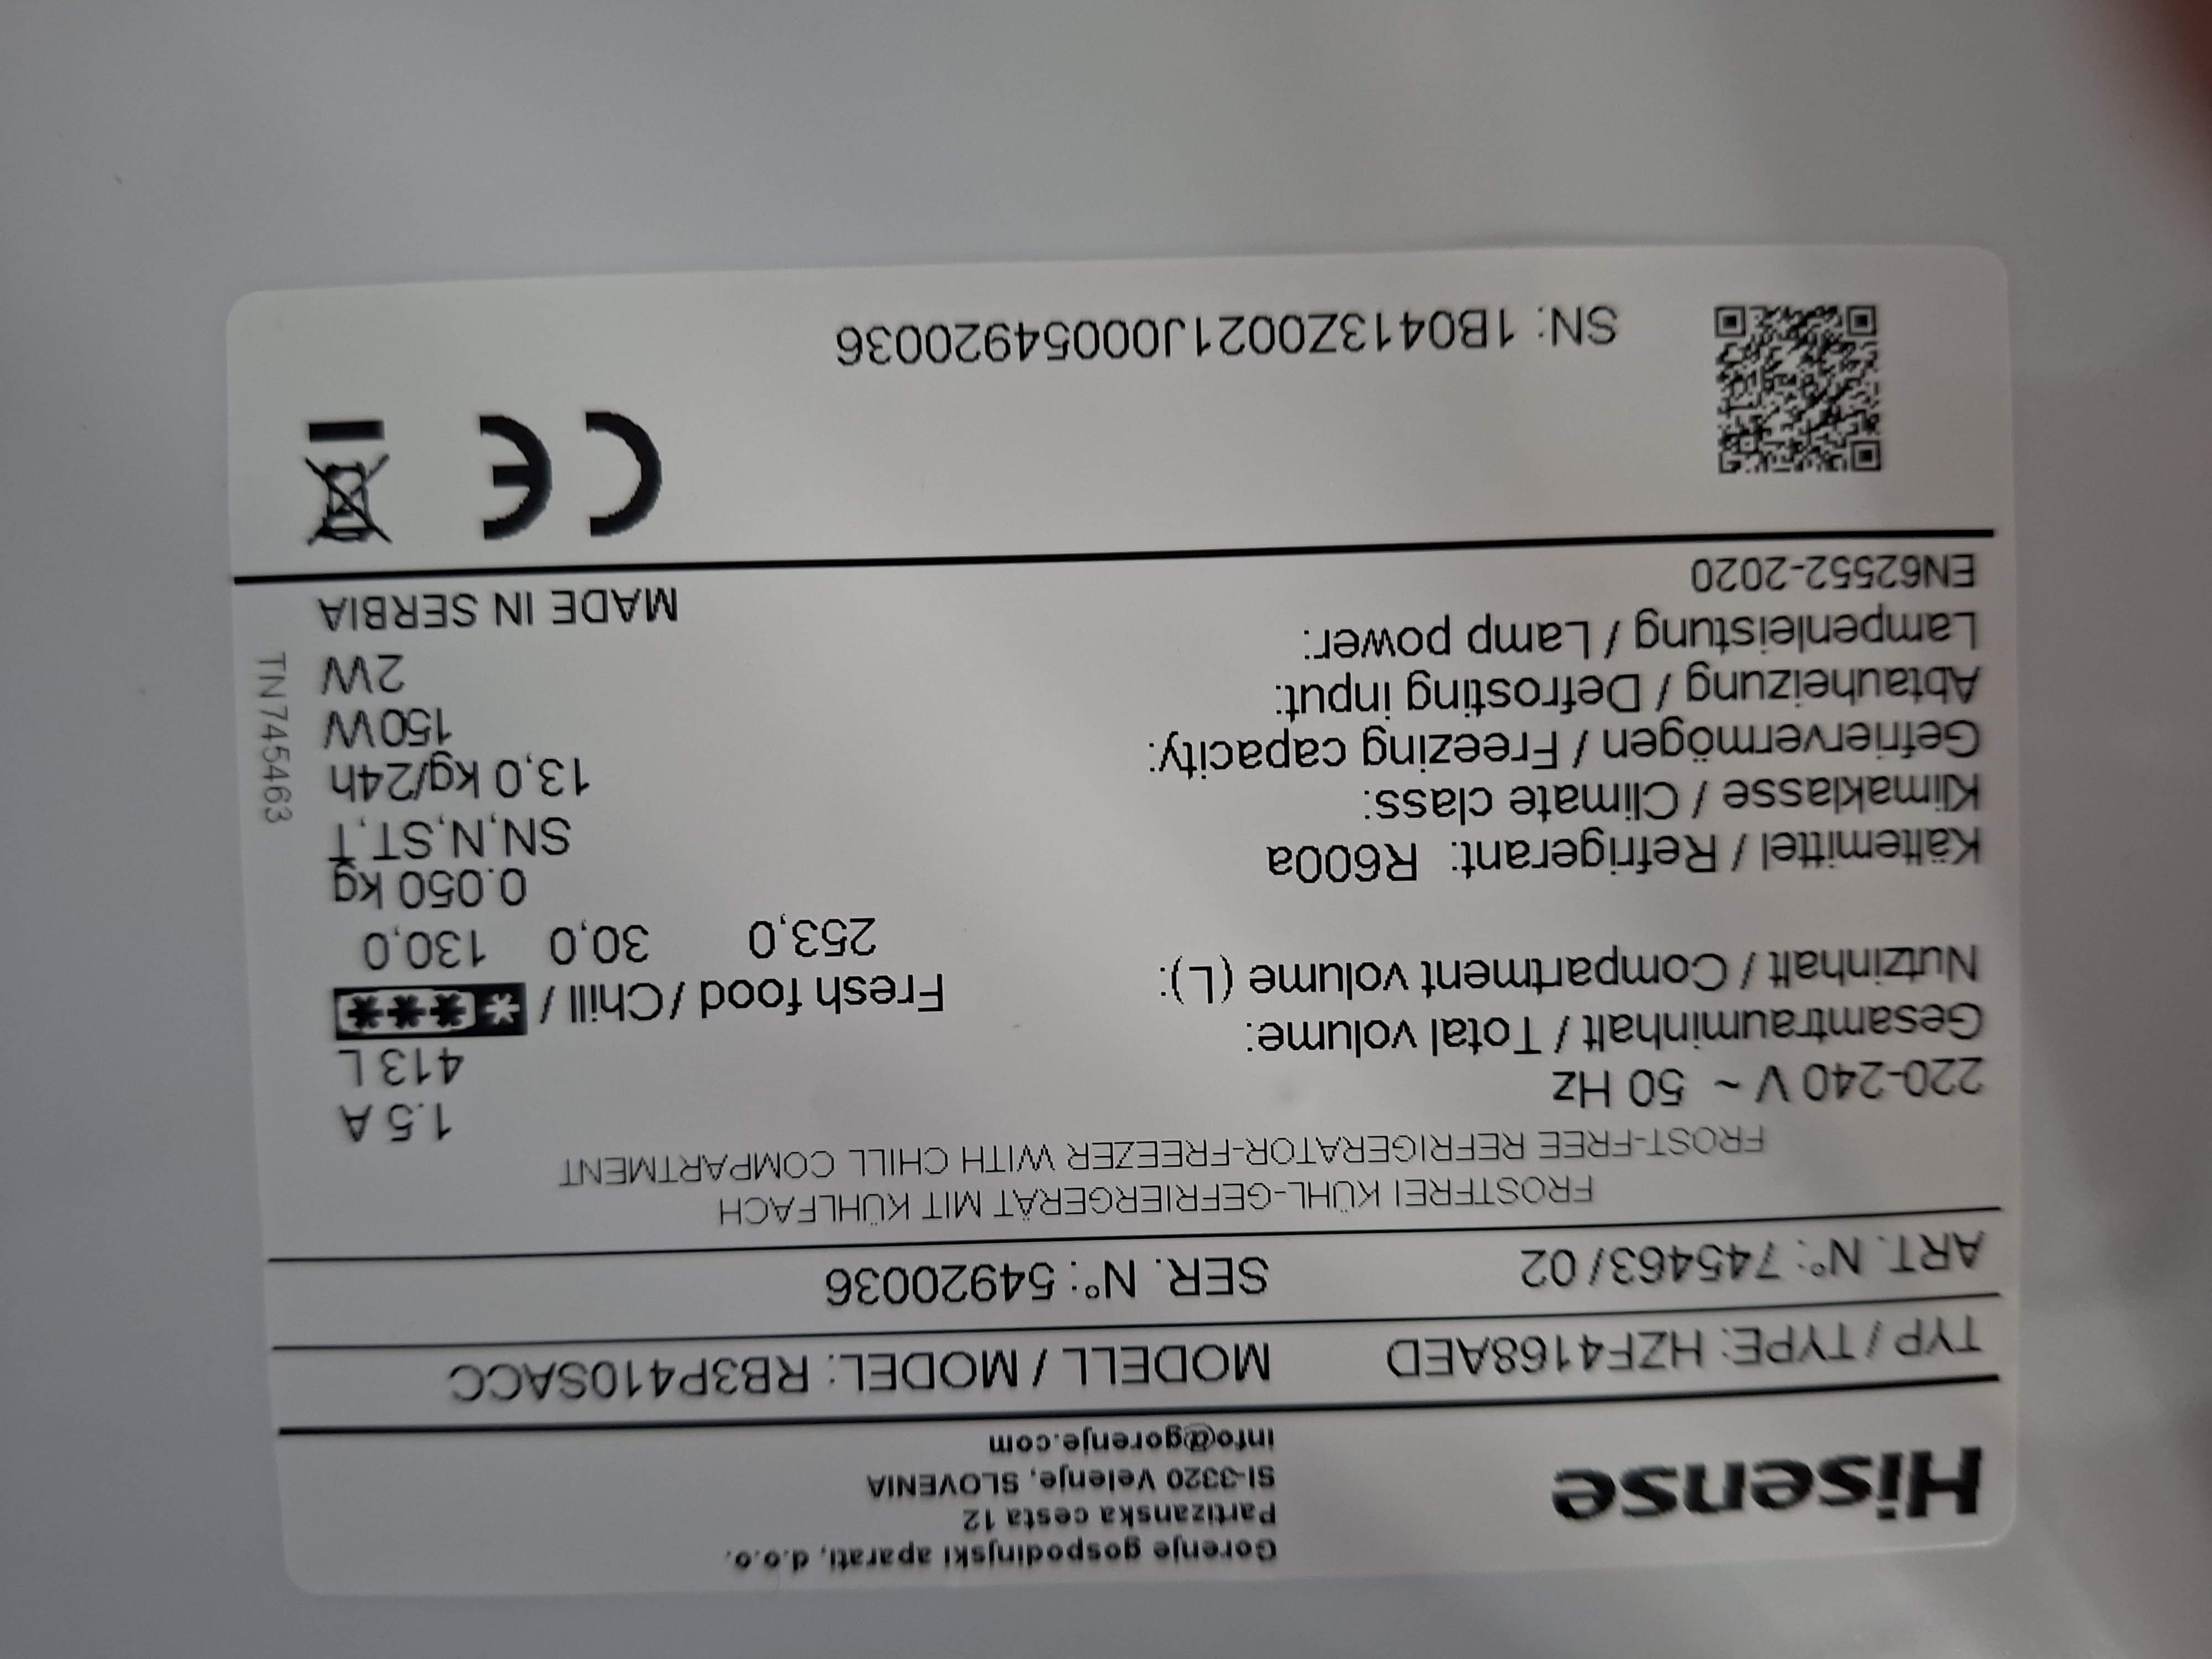 Hisense
Gorenje gospodinjski aparati, d.o.o.
Partizanska cesta 12
SI-3320 Velenje, SLOVENIA
info@gorenje.com
TYP / TYPE: HZF4168AED MODELL / MODEL: RB3P410SACC
ART. N°: 745463/02 SER. N°: 54920036
FROSTFREI KÜHL-GEFRIERGERÄT MIT KÜHLFACH
FROST-FREE REFRIGERATOR-FREEZER WITH CHILL COMPARTMENT
220-240 V ~ 50 Hz 1.5 A
Gesamtrauminhalt / Total volume: 413 L
Nutzinhalt / Compartment volume (L): Fresh food / Chill / ****
253,0 30,0 130,0
Kältemittel / Refrigerant: R600a 0.050 kg
Klimaklasse / Climate class: SN,N,ST,T
Gefriervermögen / Freezing capacity: 13,0 kg/24h
Abtauheizung / Defrosting input: 150W
Lampenleistung / Lamp power: 2W
EN62552-2020 MADE IN SERBIA
TN745463
CE
SN: 1B0413Z0021J00054920036